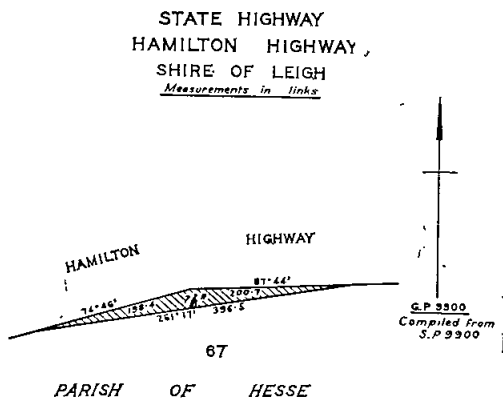 STATE HIGHWAY
HAMILTON HIGHWAY
SHIRE OF LEIGH
Measurements in links
HAMILTON HIGHWAY
74°46'
87°44'
198·4
200·7
261°17'
396·5
67
G.P 9900
Compiled from
S.P 9900
PARISH OF HESSE